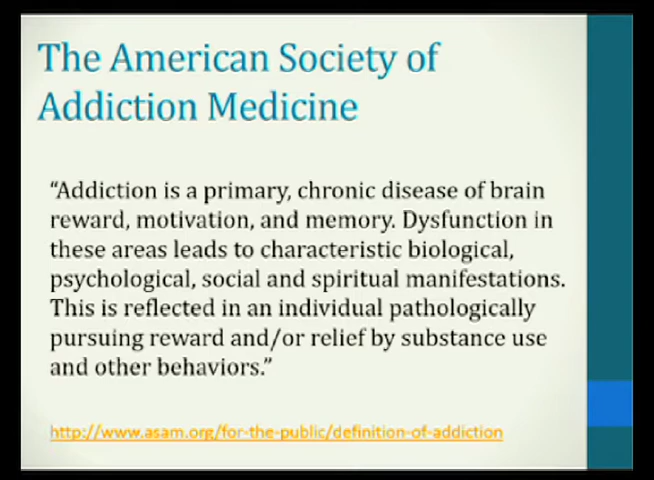 The American Society of
Addiction Medicine
“Addiction is a primary, chronic disease of brain
reward, motivation, and memory. Dysfunction in
these areas leads to characteristic biological,
psychological, social and spiritual manifestations.
This is reflected in an individual pathologically
pursuing reward and/or relief by substance use
and other behaviors.”
http://www.asam.org/for-the-public/definition-of-addiction